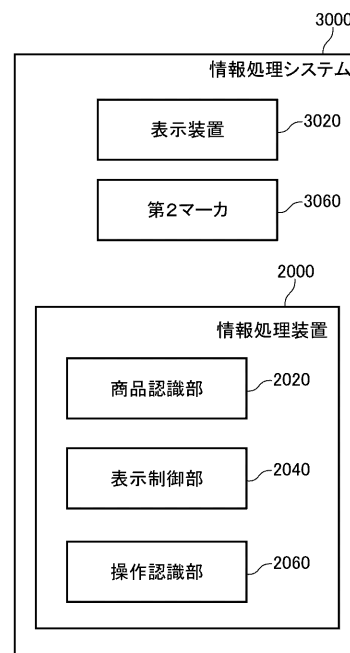 3000
情報処理システム
表示装置
3020
第2マーカ
3060
2000
情報処理装置
商品認識部
2020
表示制御部
2040
操作認識部
2060